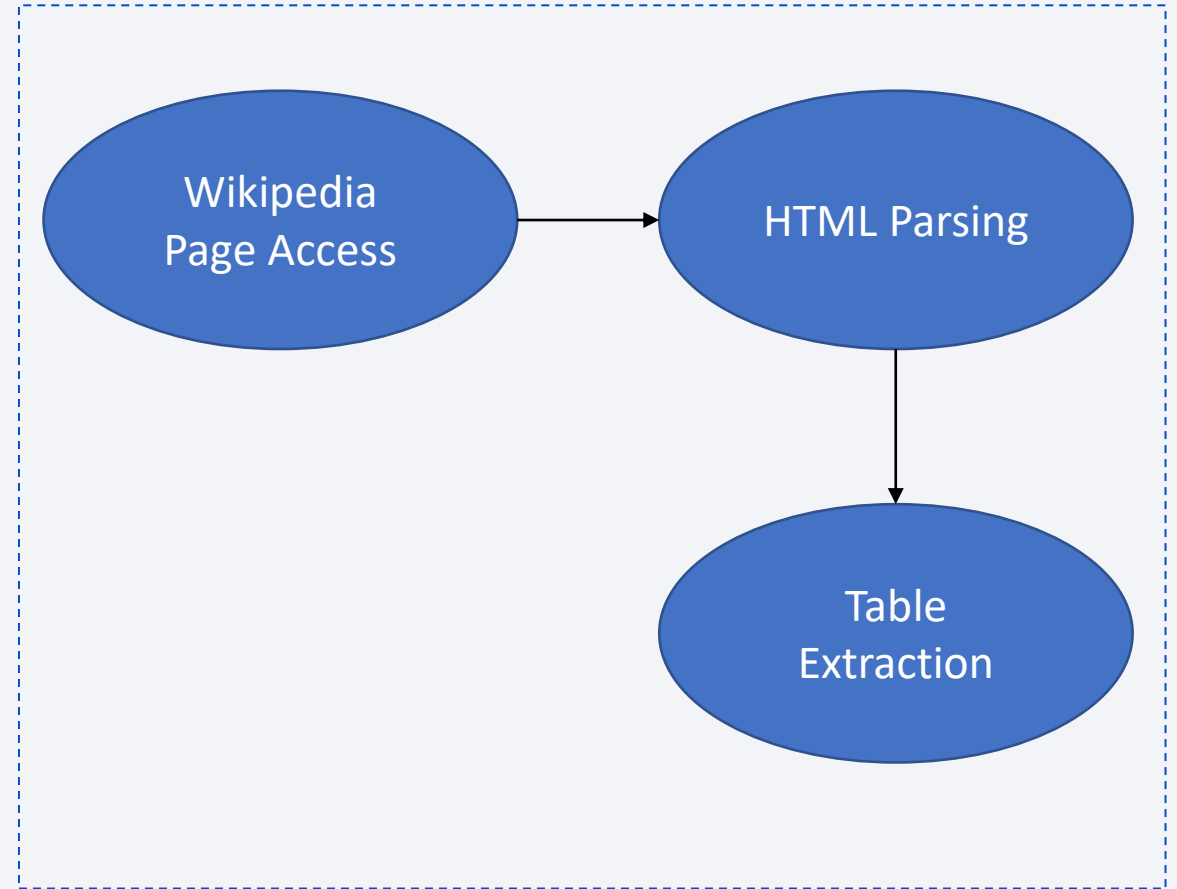 Wikipedia
Page Access
HTML Parsing
Table
Extraction